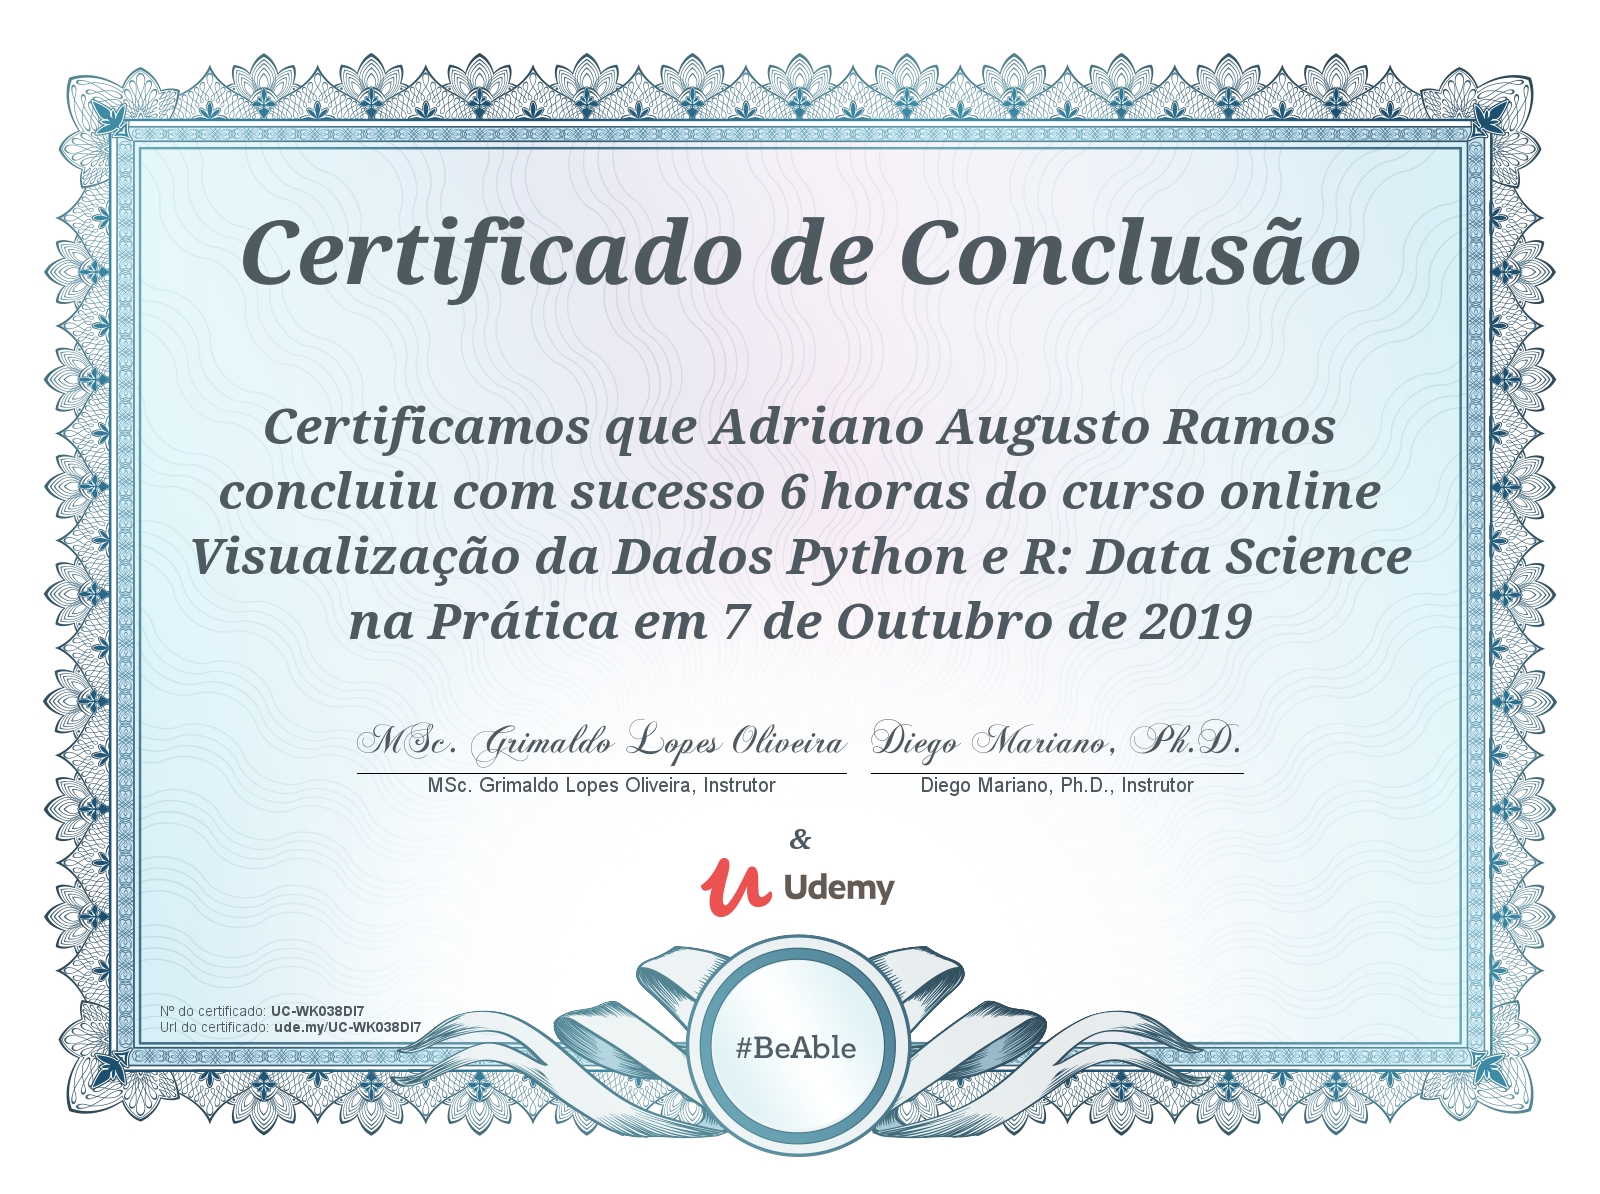 Certificado de Conclusão
Certificamos que Adriano Augusto Ramos
concluiu com sucesso 6 horas do curso online
Visualização da Dados Python e R: Data Science
na Prática em 7 de Outubro de 2019
MSc. Grimaldo Lopes Oliveira
MSc. Grimaldo Lopes Oliveira, Instrutor
Diego Mariano, Ph.D.
Diego Mariano, Ph.D., Instrutor
&
Udemy
Nº do certificado: UC-WK038DI7
Url do certificado: ude.my/UC-WK038DI7
#BeAble